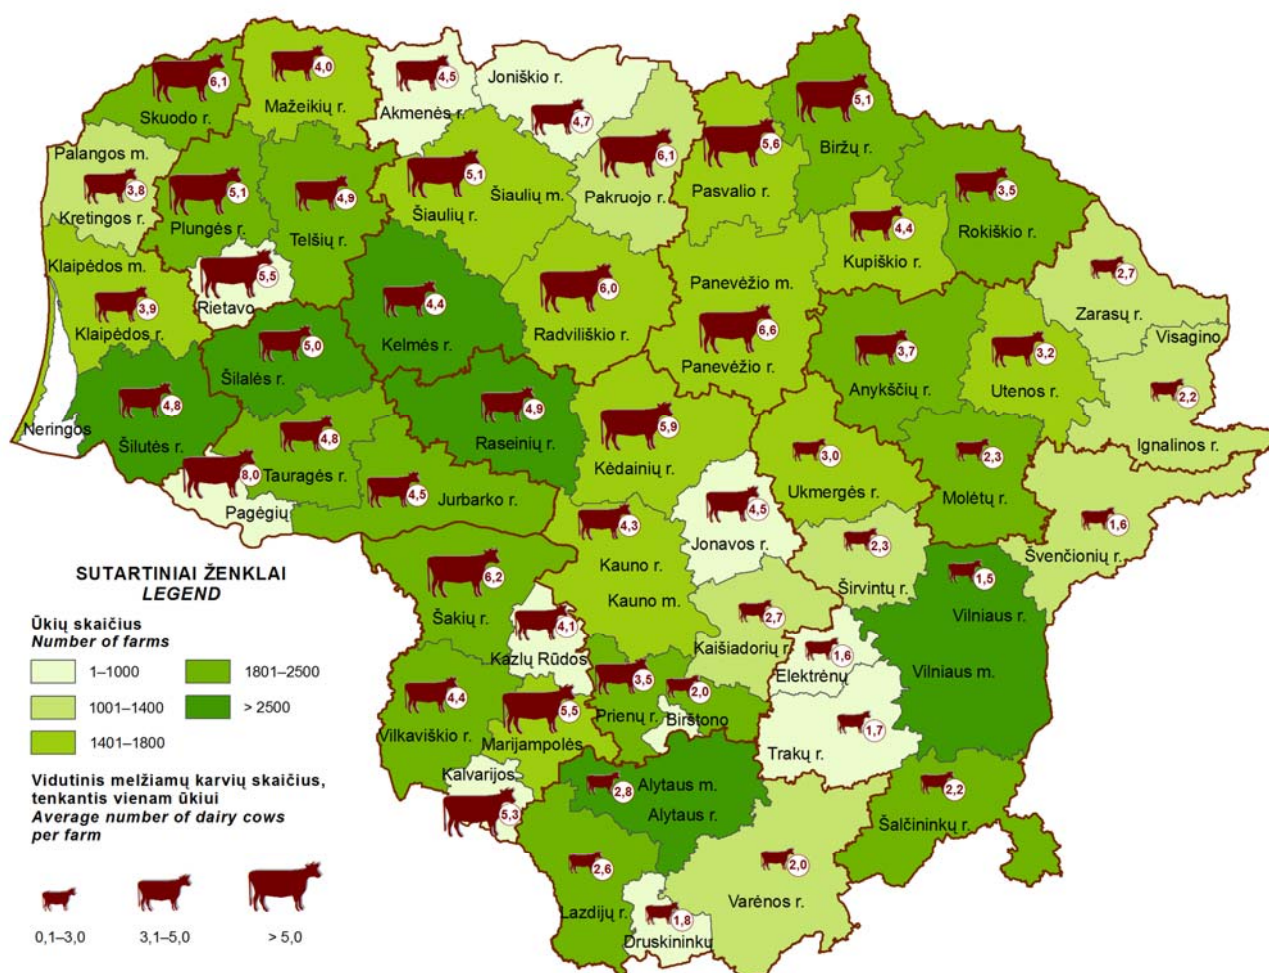 6,1
Skuodo r.
4,0
Mažeikių r.
4,5
Akmenės r.
Joniškio r.
4,7
6,1
Pakruojo r.
5,6
Pasvalio r.
5,1
Biržų r.
3,5
Rokiškio r.
Palangos m.
3,8
Kretingos r.
5,1
Plungės r.
4,9
Telšių r.
5,1
Šiaulių m.
Šiaulių r.
4,4
Kupiškio r.
2,7
Zarasų r.
Visagino
Klaipėdos m.
3,9
Klaipėdos r.
5,5
Rietavo
4,4
Kelmės r.
6,0
Radviliškio r.
Panevėžio m.
6,6
Panevėžio r.
3,7
Anykščių r.
3,2
Utenos r.
2,2
Ignalinos r.
Neringos
4,8
Šilutės r.
5,0
Šilalės r.
4,8
Tauragės r.
4,9
Raseinių r.
5,9
Kėdainių r.
3,0
Ukmergės r.
2,3
Molėtų r.
1,6
Švenčionių r.
8,0
Pagėgių
4,5
Jurbarko r.
4,3
Kauno r.
Kauno m.
4,5
Jonavos r.
2,3
Širvintų r.
1,5
Vilniaus r.
Vilniaus m.
6,2
Šakių r.
4,1
Kazlų Rūdos
2,7
Kaišiadorių r.
1,6
Elektrėnų
1,7
Trakų r.
4,4
Vilkaviškio r.
5,5
Marijampolės
3,5
Prienų r.
2,0
Birštono
Kalvarijos
5,3
2,8
Alytaus m.
Alytaus r.
2,2
Šalčininkų r.
2,6
Lazdijų r.
1,8
Druskininkų
2,0
Varėnos r.
SUTARTINIAI ŽENKLAI
LEGEND
Ūkių skaičius
Number of farms
1–1000
1801–2500
1001–1400
> 2500
1401–1800
Vidutinis melžiamų karvių skaičius,
tenkantis vienam ūkiui
Average number of dairy cows
per farm
0,1–3,0
3,1–5,0
> 5,0